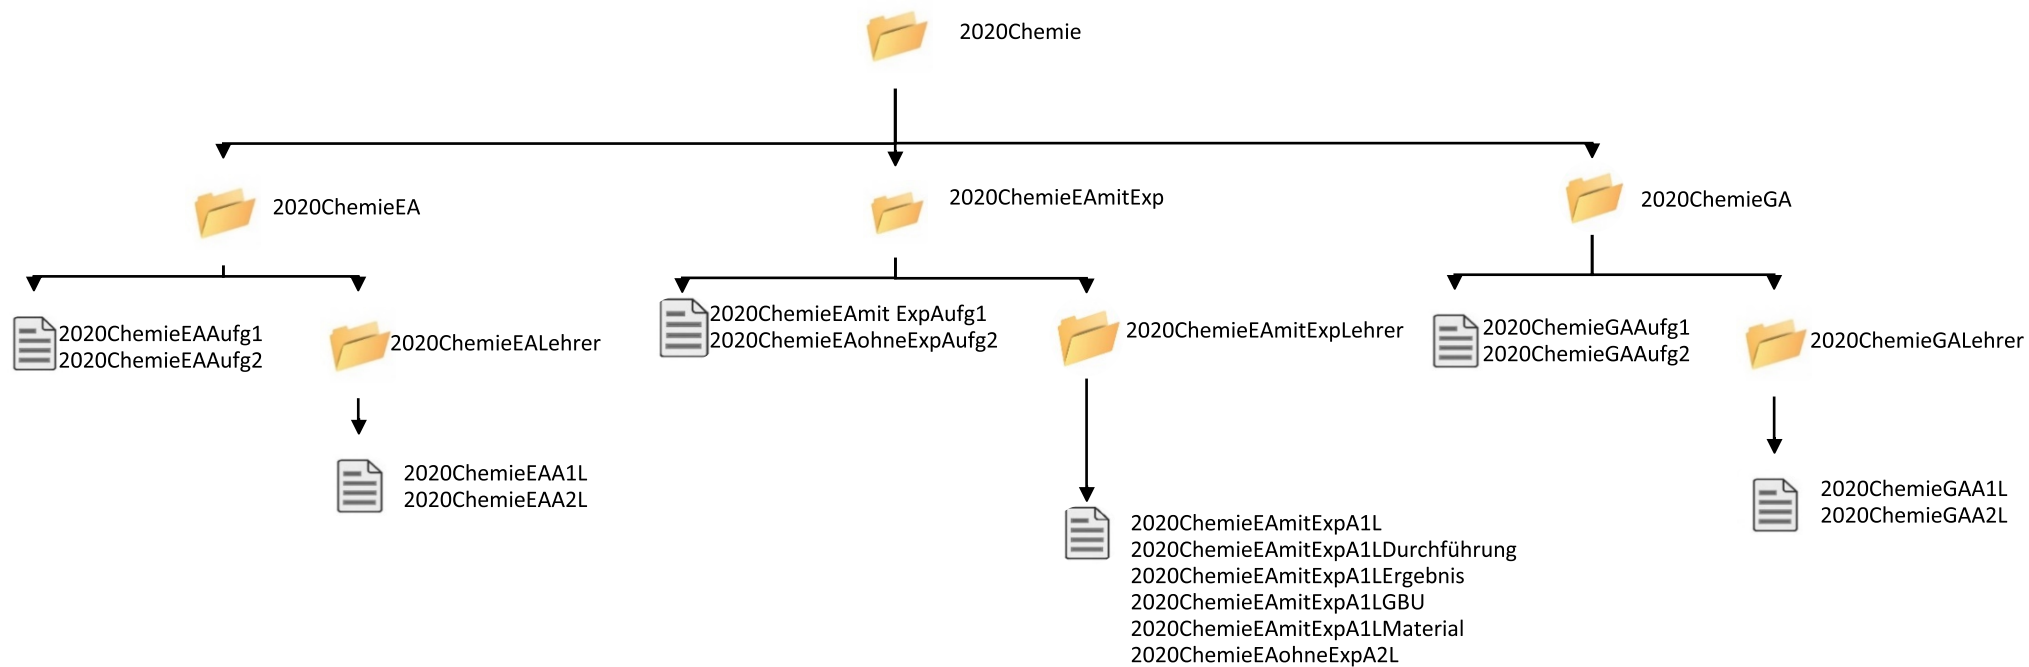 2020Chemie
2020ChemieEA
2020ChemieEAmitExp
2020ChemieGA
2020ChemieEAAufg1
2020ChemieEAAufg2
2020ChemieEALehrer
2020ChemieEAmit ExpAufg1
2020ChemieEAohneExpAufg2
2020ChemieEAmitExpLehrer
2020ChemieGAAufg1
2020ChemieGAAufg2
2020ChemieGALehrer
2020ChemieEAA1L
2020ChemieEAA2L
2020ChemieEAmitExpA1L
2020ChemieEAmitExpA1LDurchführung
2020ChemieEAmitExpA1LErgebnis
2020ChemieEAmitExpA1LGBU
2020ChemieEAmitExpA1LMaterial
2020ChemieEAohneExpA2L
2020ChemieGAA1L
2020ChemieGAA2L